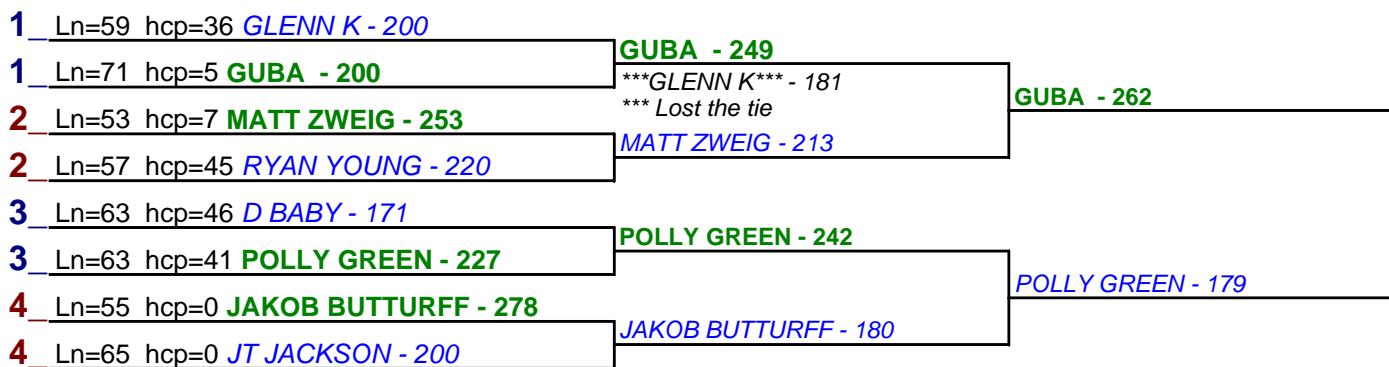 1_ Ln=59 hcp=36 GLENN K - 200
1_ Ln=71 hcp=5 GUBA - 200
2_ Ln=53 hcp=7 MATT ZWEIG - 253
2_ Ln=57 hcp=45 RYAN YOUNG - 220
3_ Ln=63 hcp=46 D BABY - 171
3_ Ln=63 hcp=41 POLLY GREEN - 227
4_ Ln=55 hcp=0 JAKOB BUTTURFF - 278
4_ Ln=65 hcp=0 JT JACKSON - 200
GUBA - 249
***GLENN K*** - 181
*** Lost the tie
MATT ZWEIG - 213
POLLY GREEN - 242
JAKOB BUTTURFF - 180
GUBA - 262
POLLY GREEN - 179